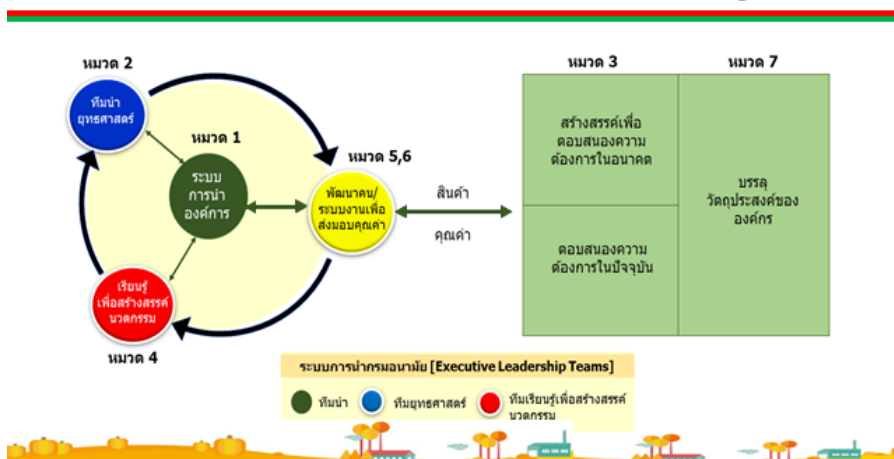 หมวด 2
ทีมนำ
ยุทธศาสตร์
หมวด 1
ระบบ
การนำ
องค์การ
หมวด 5,6
พัฒนาคน/
ระบบงานเพื่อ
ส่งมอบคุณค่า
เรียนรู้
เพื่อสร้างสรรค์
นวตกรรม
หมวด 4
สินค้า
คุณค่า
หมวด 3
หมวด 7
สร้างสรรค์เพื่อ
ตอบสนองความ
ต้องการในอนาคต
ตอบสนองความ
ต้องการในปัจจุบัน
บรรลุ
วัตถุประสงค์ของ
องค์กร
ระบบการนำกรมอนามัย [Executive Leadership Teams]
ทีมนำ
ทีมยุทธศาสตร์
ทีมเรียนรู้เพื่อสร้างสรรค์
นวตกรรม